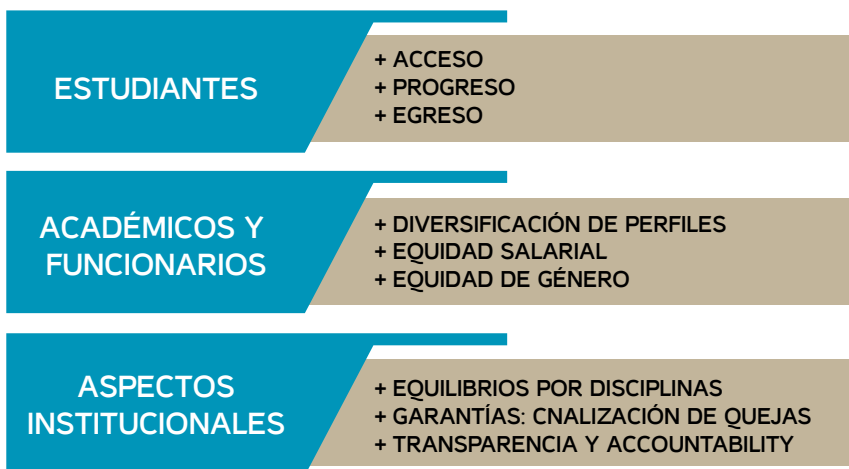 ESTUDIANTES
+ ACCESO
+ PROGRESO
+ EGRESO
ACADÉMICOS Y
FUNCIONARIOS
+ DIVERSIFICACIÓN DE PERFILES
+ EQUIDAD SALARIAL
+ EQUIDAD DE GÉNERO
ASPECTOS
INSTITUCIONALES
+ EQUILIBRIOS POR DISCIPLINAS
+ GARANTÍAS: CNALIZACIÓN DE QUEJAS
+ TRANSPARENCIA Y ACCOUNTABILITY